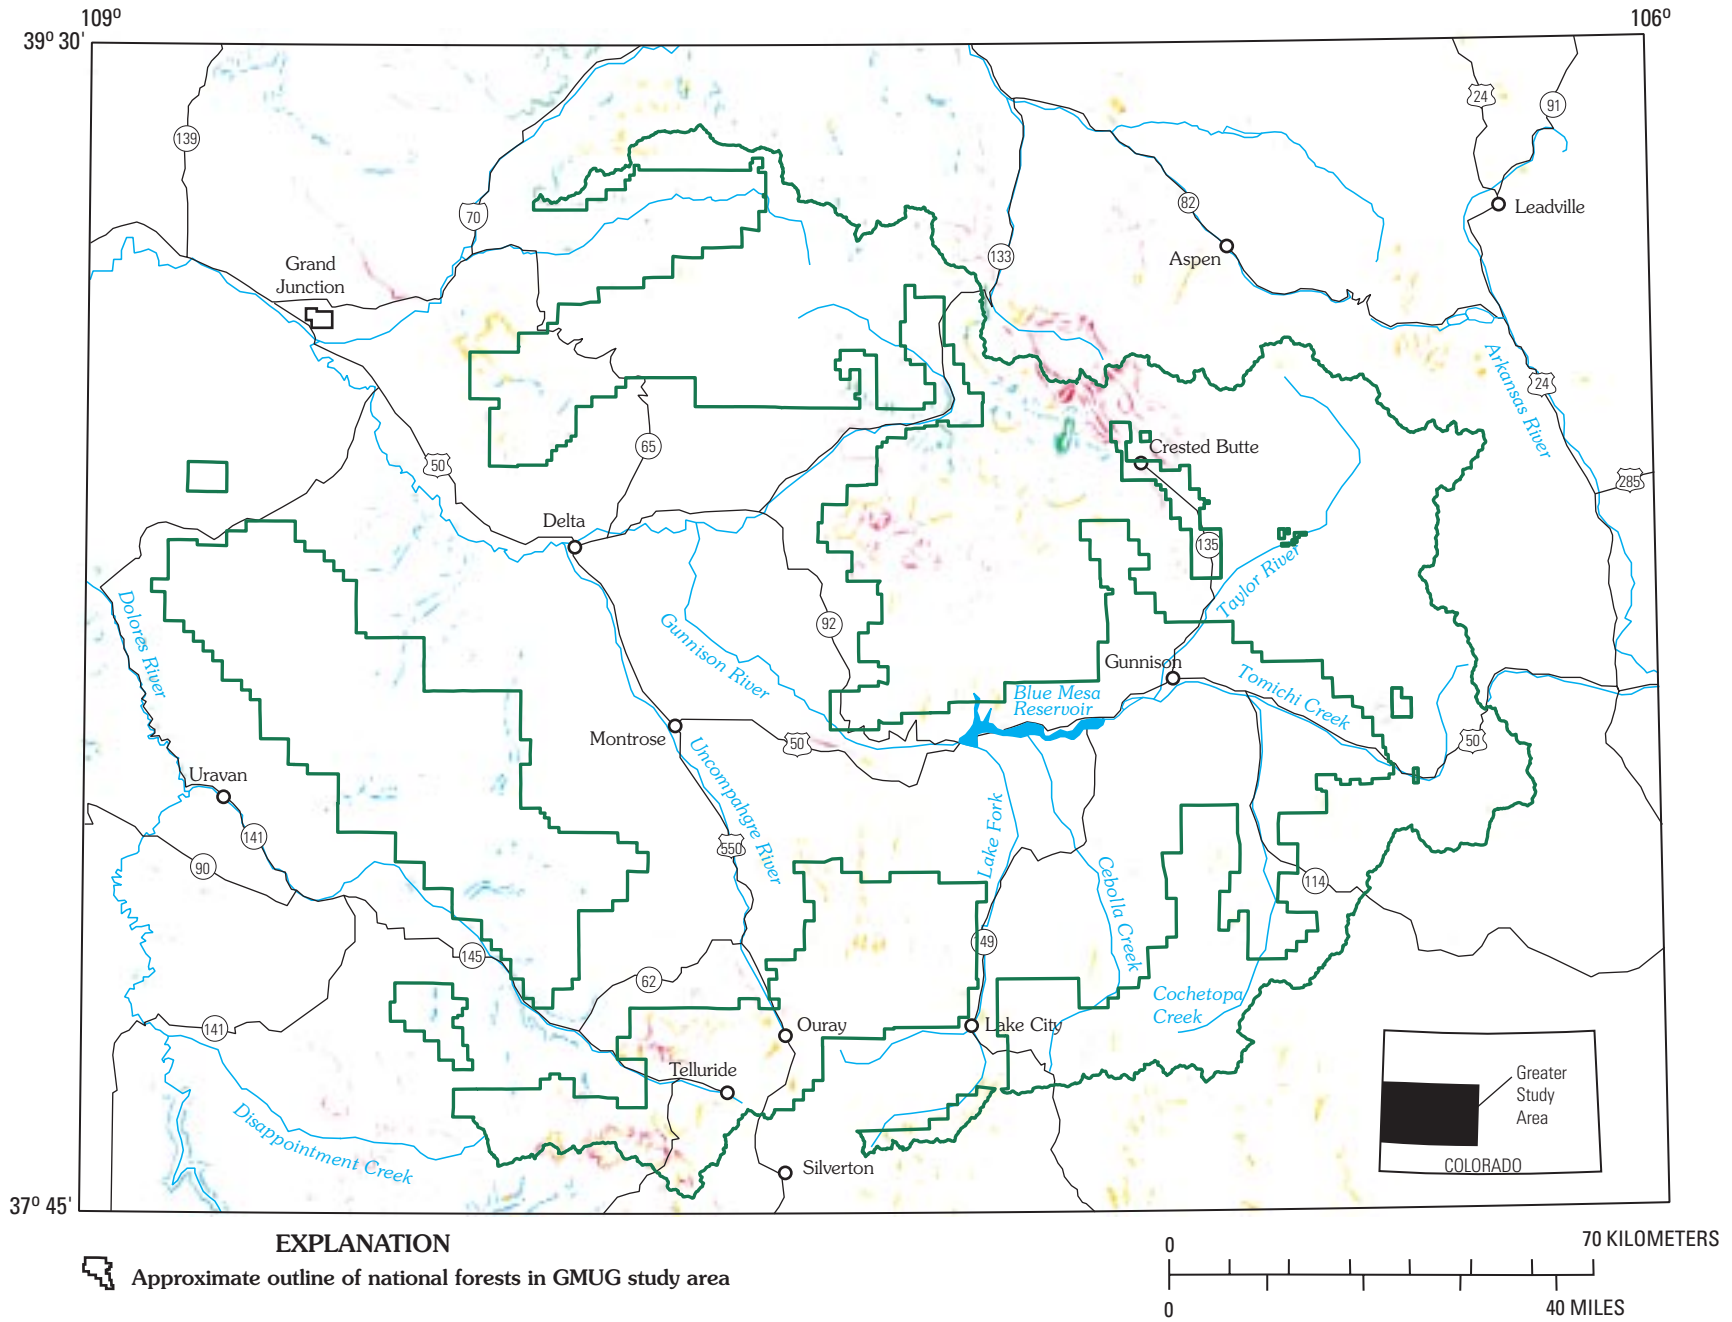 109°
106°
39° 30'
24
91
139
70
82
Leadville
133
Aspen
Grand
Junction
Arkansas River
24
65
Crested Butte
50
285
Delta
135
Taylor River
Dolores River
92
Gunnison River
Gunnison
Tomichi Creek
Blue Mesa
Reservoir
Montrose
50
50
Uncompahgre River
Uravan
141
550
Lake Fork
90
Cebolla Creek
114
149
145
62
Cochetopa
Creek
141
Ouray
Lake City
Telluride
Greater
Study
Area
Disappointment Creek
Silverton
COLORADO
37° 45'
EXPLANATION
Approximate outline of national forests in GMUG study area
0
70 KILOMETERS
0
40 MILES